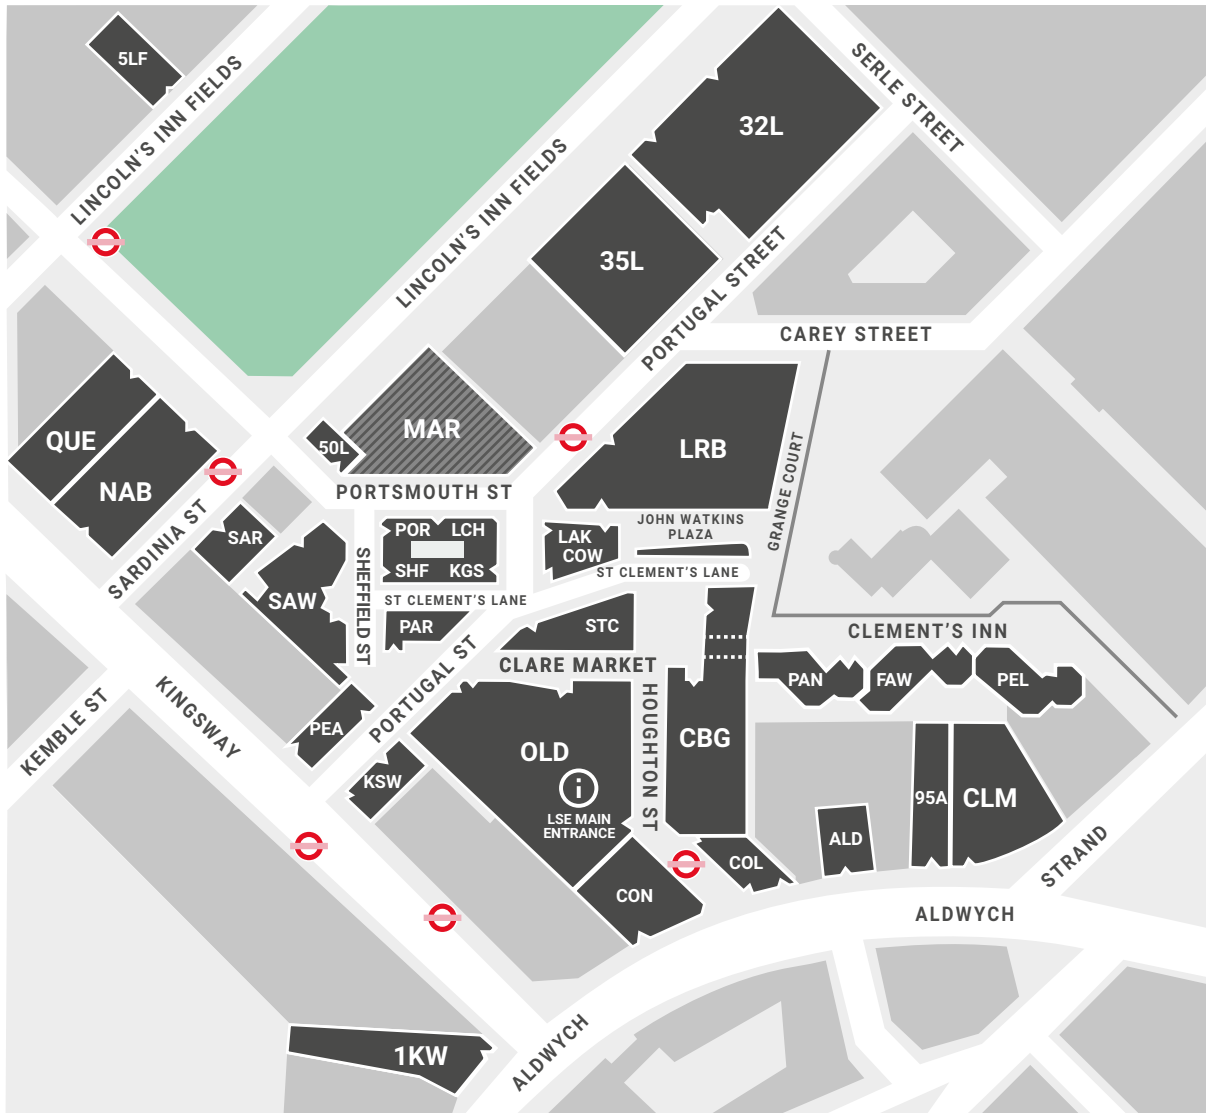 5LF
LINCOLN'S INN FIELDS
SERLE STREET
32L
LINCOLN'S INN FIELDS
35L
PORTUGAL STREET
CAREY STREET
QUE
NAB
50L
MAR
LRB
GRANGE COURT
PORTSMOUTH ST
SARDINIA ST
SAR
POR LCH
SHF KGS
LAK
COW
JOHN WATKINS
PLAZA
ST CLEMENT'S LANE
SAW
SHEFFIELD ST
ST CLEMENT'S LANE
PAR
STC
CLEMENT'S INN
CLARE MARKET
PORTUGAL ST
PAN
FAW
PEL
KEMBLE ST
KINGSWAY
PEA
KSW
OLD
i
LSE MAIN
ENTRANCE
HOUGHTON ST
CBG
95A
CLM
ALD
COL
CON
STRAND
ALDWYCH
1KW
ALDWYCH